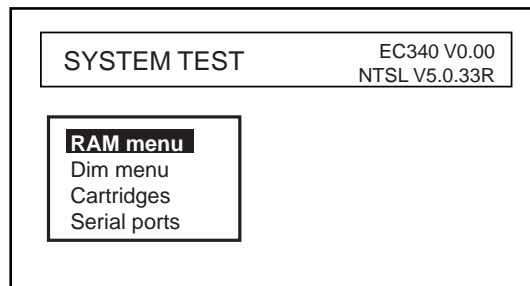 SYSTEM TEST
EC340 V0.00
NTSL V5.0.33R
RAM menu
Dim menu
Cartridges
Serial ports